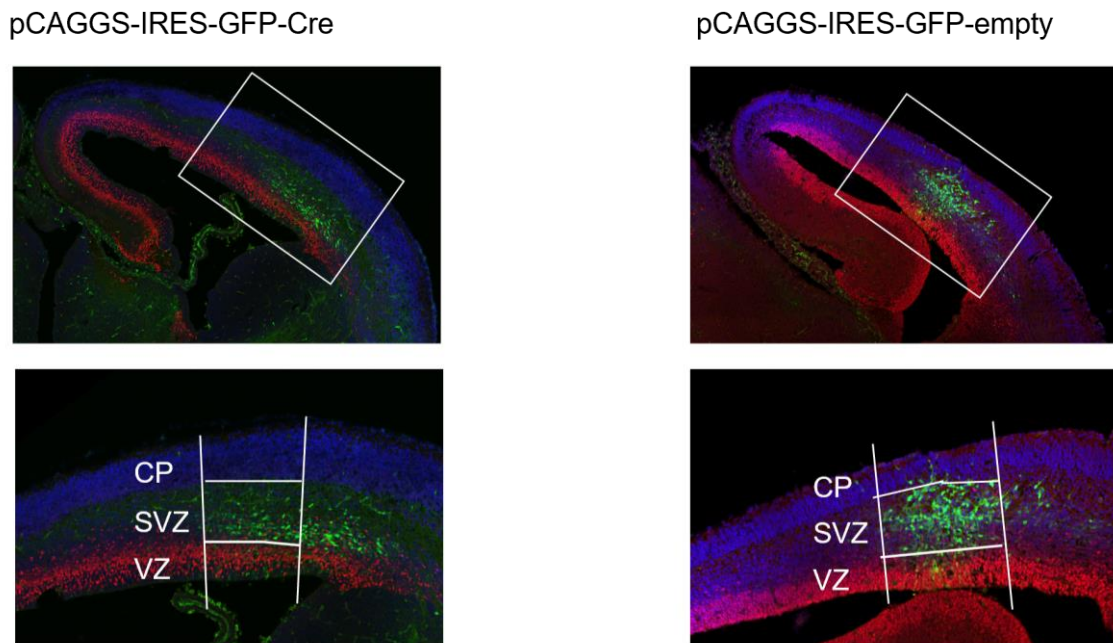 pCAGGS-IRES-GFP-Cre
pCAGGS-IRES-GFP-empty
CP
SVZ
VZ
CP
SVZ
VZ